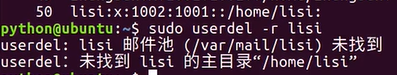 50 lisi:x:1002:1001::/home/lisi:
python@ubuntu:~$ sudo userdel -r lisi
userdel: lisi 邮件池 (/var/mail/lisi) 未找到
userdel: 未找到 lisi 的主目录“/home/lisi”